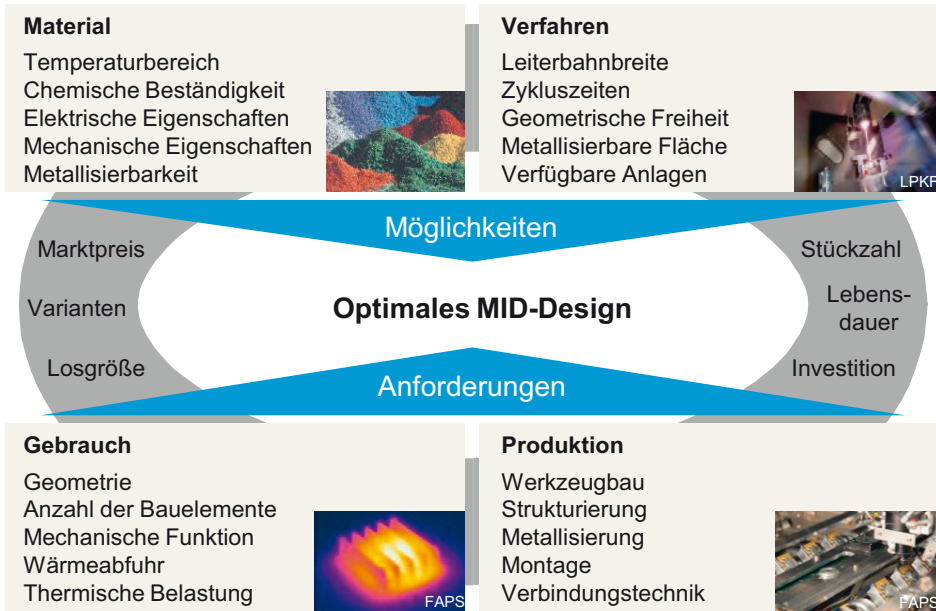 Material
Temperaturbereich
Chemische Beständigkeit
Elektrische Eigenschaften
Mechanische Eigenschaften
Metallisierbarkeit
Verfahren
Leiterbahnbreite
Zykluszeiten
Geometrische Freiheit
Metallisierbare Fläche
Verfügbare Anlagen
LPKF
Möglichkeiten
Marktpreis
Varianten
Losgröße
Optimales MID-Design
Stückzahl
Lebens-
dauer
Investition
Anforderungen
Gebrauch
Geometrie
Anzahl der Bauelemente
Mechanische Funktion
Wärmeabfuhr
Thermische Belastung
FAPS
Produktion
Werkzeugbau
Strukturierung
Metallisierung
Montage
Verbindungstechnik
FAPS